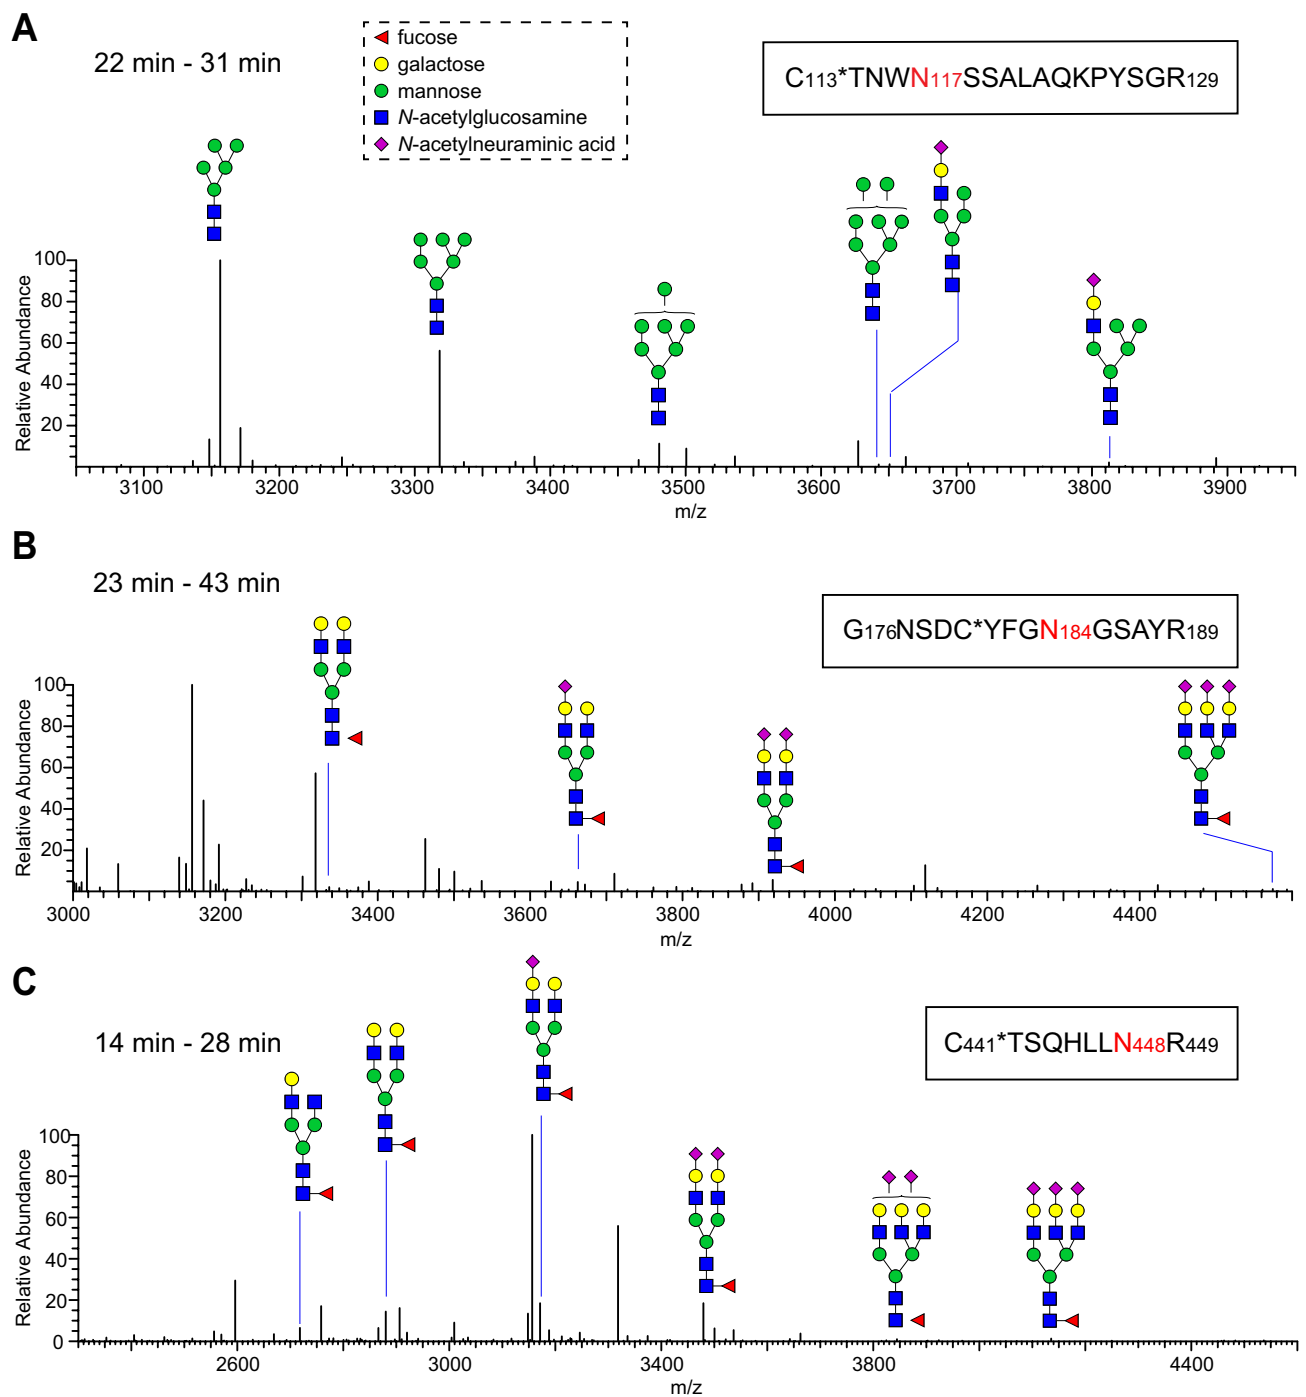 A
22 min - 31 min
fucose
galactose
mannose
N-acetylglucosamine
N-acetylneuraminic acid
C113*TNWN117SSALAQKPYSGR129
Relative Abundance
100
80
60
40
20
3100 3200 3300 3400 3500 3600 3700 3800 3900
m/z
B
23 min - 43 min
G176NSDC*YFGN184GSAYR189
Relative Abundance
100
80
60
40
20
3000 3200 3400 3600 3800 4000 4200 4400
m/z
C
14 min - 28 min
C441*TSQHLLN448R449
Relative Abundance
100
80
60
40
20
0
2600 3000 3400 3800 4400
m/z